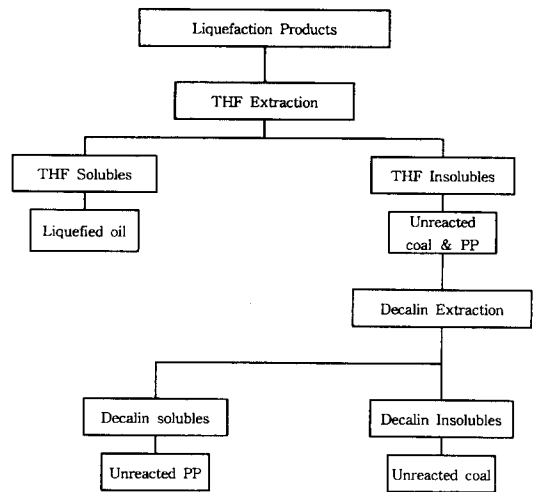 Liquefaction Products
THF Extraction
THF Solubles
THF Insolubles
Liquefied oil
Unreacted
coal & PP
Decalin Extraction
Decalin solubles
Decalin Insolubles
Unreacted PP
Unreacted coal